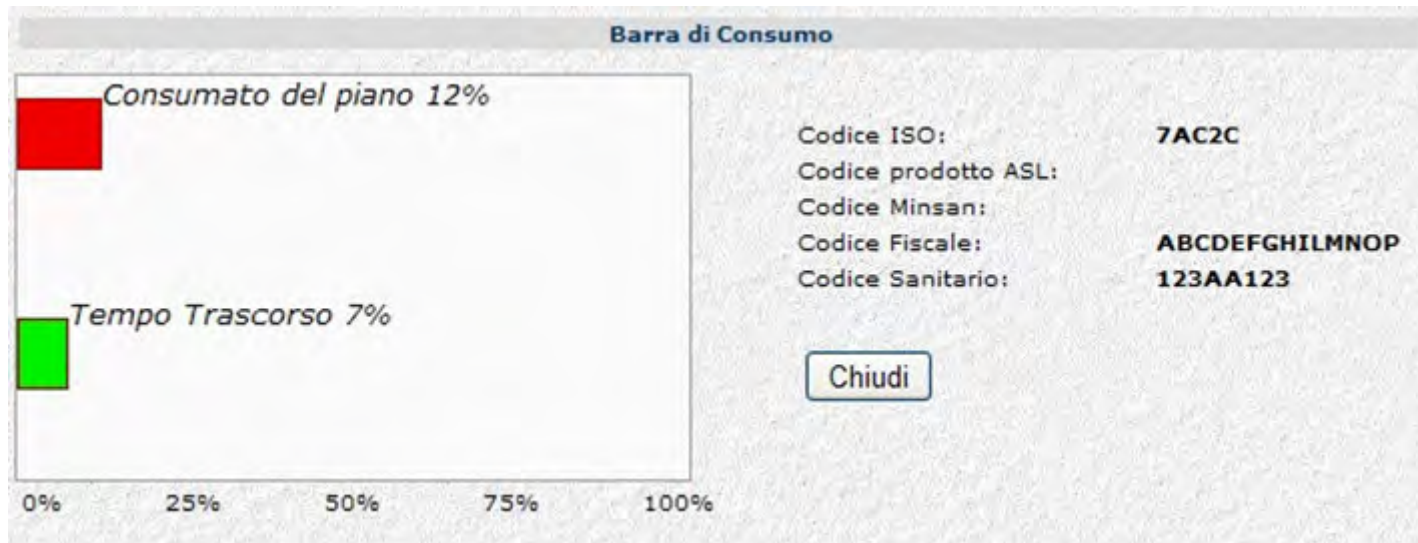 Barra di Consumo
Consumato del piano 12%
Tempo Trascorso 7%
0% 25% 50% 75% 100%
Codice ISO: 7AC2C
Codice prodotto ASL:
Codice Minsan:
Codice Fiscale: ABCDEFGHILMNOP
Codice Sanitario: 123AA123
Chiudi